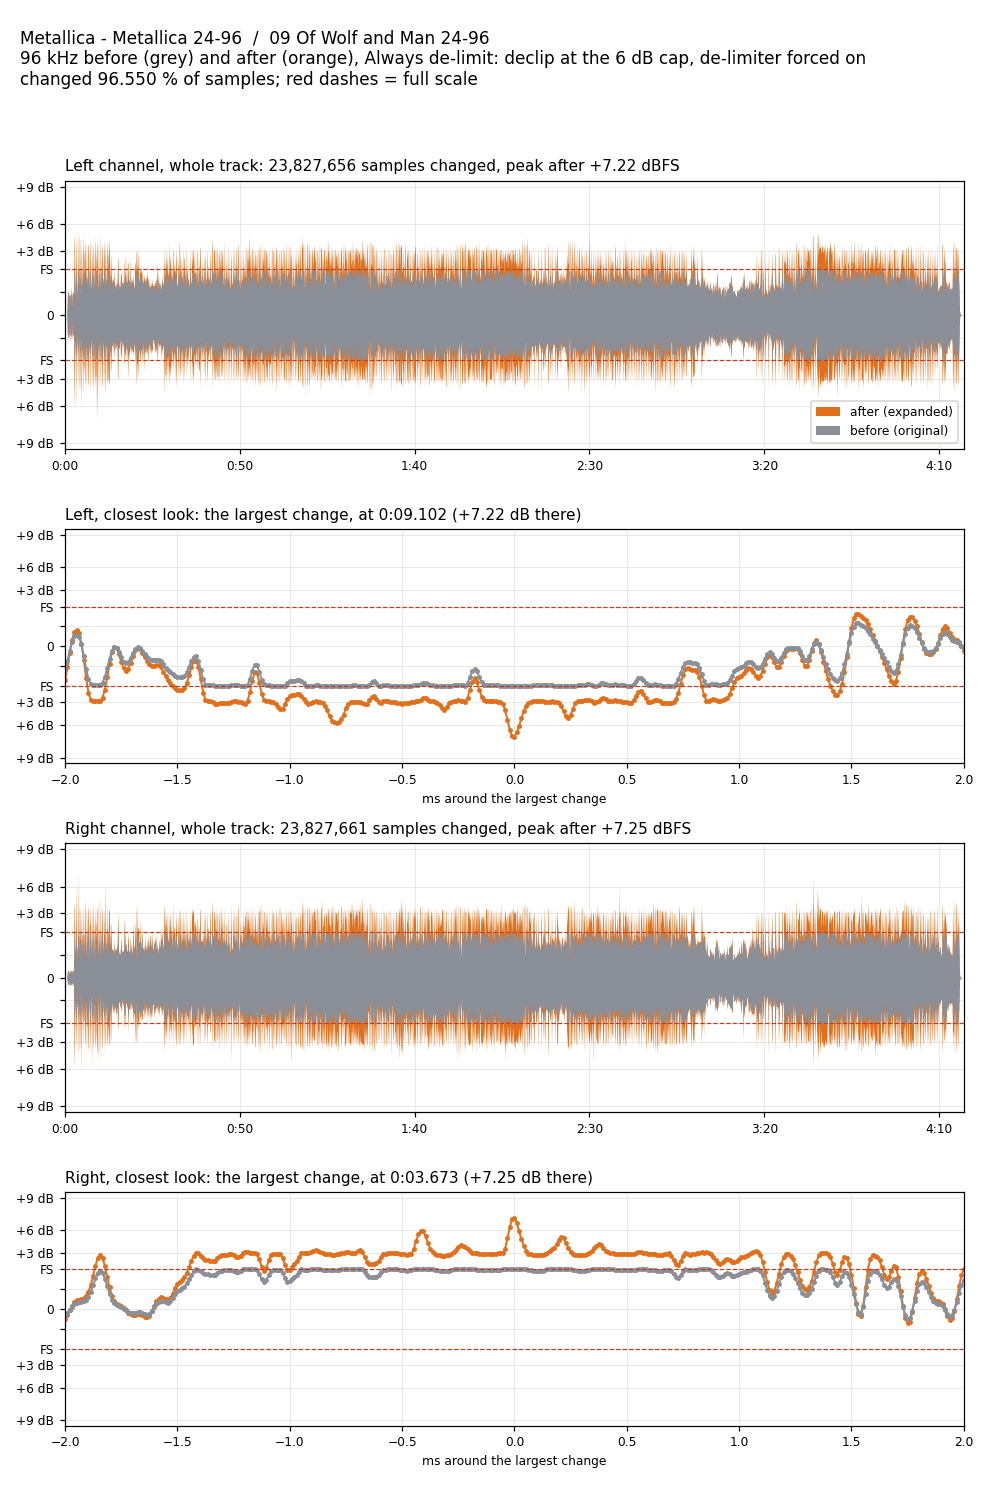 Metallica - Metallica 24-96  /  09 Of Wolf and Man 24-96
96 kHz before (grey) and after (orange), Always de-limit: declip at the 6 dB cap, de-limiter forced on
changed 96.550 % of samples; red dashes = full scale
Left channel, whole track: 23,827,656 samples changed, peak after +7.22 dBFS
+9 dB
+6 dB
+3 dB
FS
0
FS
+3 dB
+6 dB
+9 dB
after (expanded)
before (original)
0:00 0:50 1:40 2:30 3:20 4:10
Left, closest look: the largest change, at 0:09.102 (+7.22 dB there)
+9 dB
+6 dB
+3 dB
FS
0
FS
+3 dB
+6 dB
+9 dB
−2.0 −1.5 −1.0 −0.5 0.0 0.5 1.0 1.5 2.0
ms around the largest change
Right channel, whole track: 23,827,661 samples changed, peak after +7.25 dBFS
+9 dB
+6 dB
+3 dB
FS
0
FS
+3 dB
+6 dB
+9 dB
0:00 0:50 1:40 2:30 3:20 4:10
Right, closest look: the largest change, at 0:03.673 (+7.25 dB there)
+9 dB
+6 dB
+3 dB
FS
0
FS
+3 dB
+6 dB
+9 dB
−2.0 −1.5 −1.0 −0.5 0.0 0.5 1.0 1.5 2.0
ms around the largest change